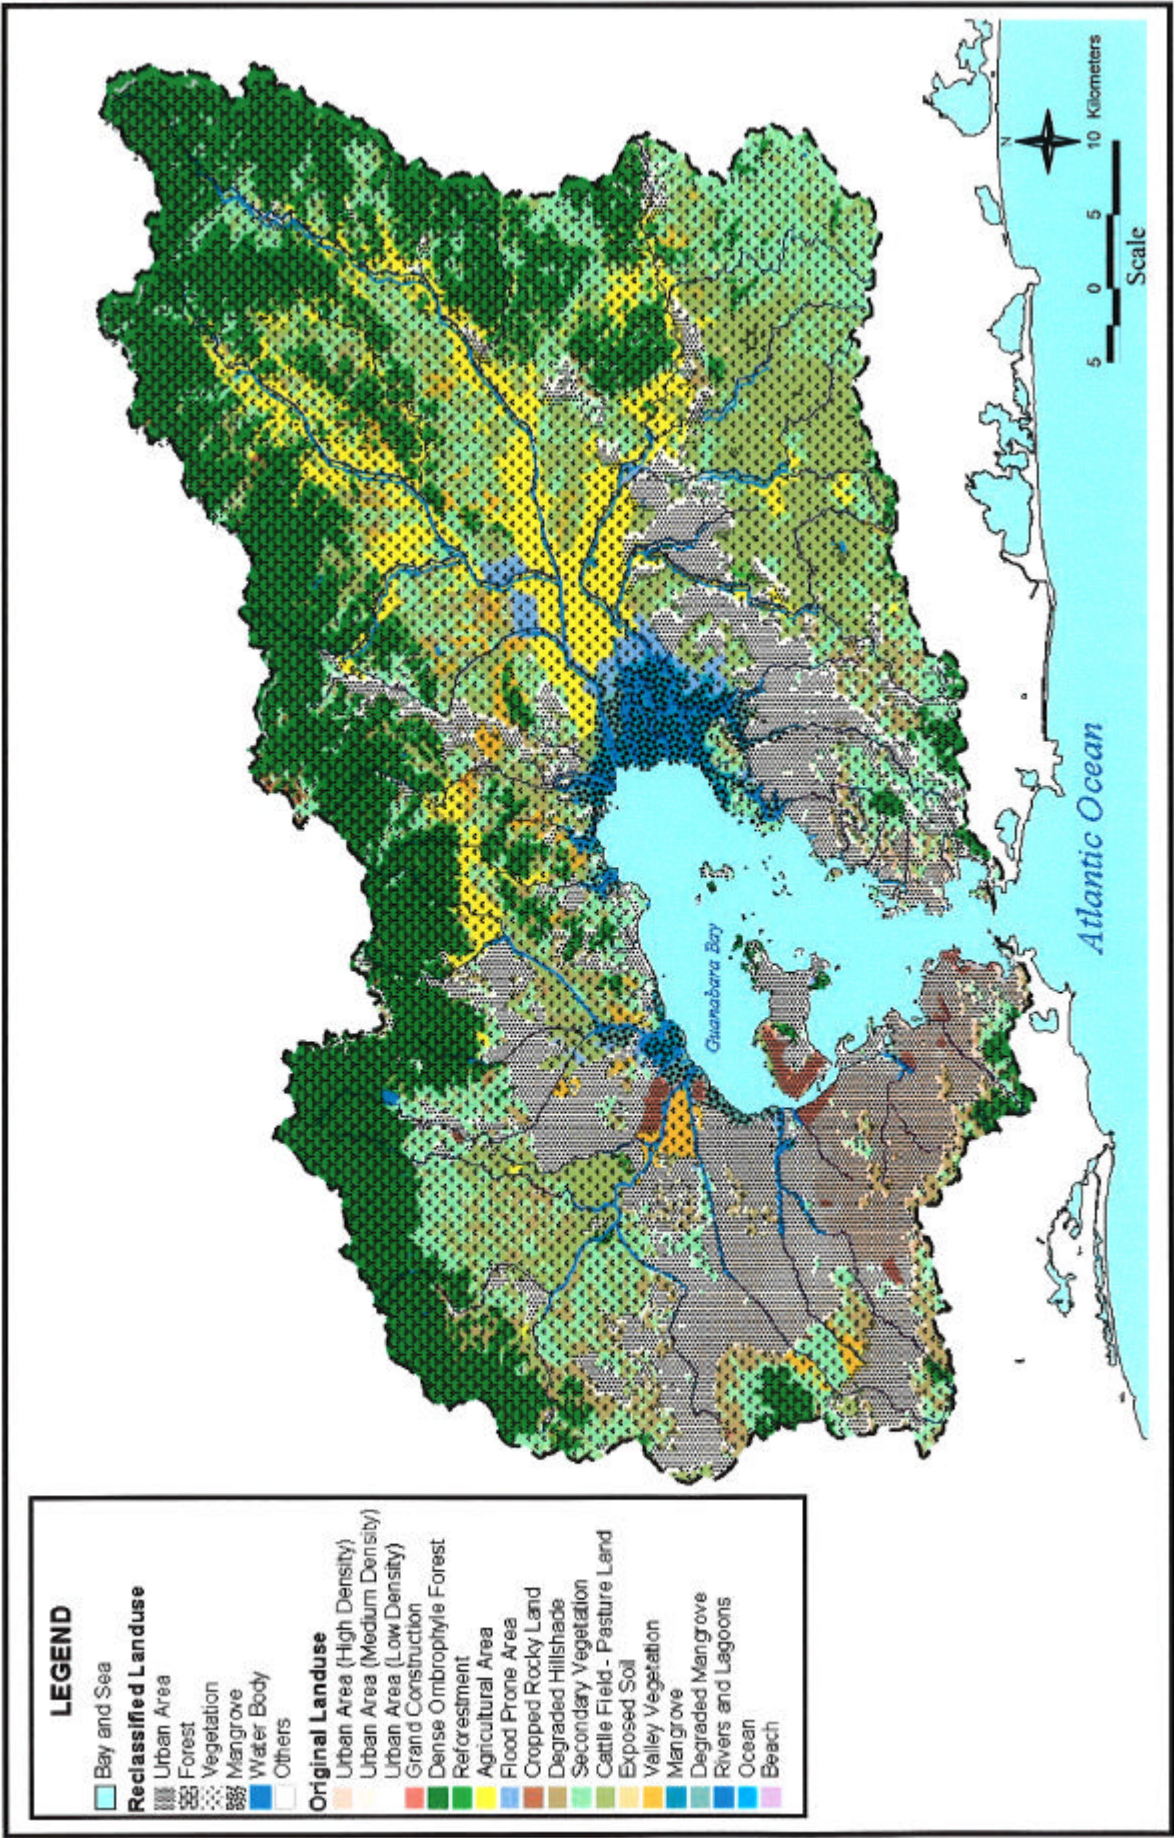 LEGEND
Bay and Sea
Reclassified Landuse
Urban Area
Forest
Vegetation
Mangrove
Water Body
Others
Original Landuse
Urban Area (High Density)
Urban Area (Medium Density)
Urban Area (Low Density)
Grand Construction
Dense Ombrophyle Forest
Reforestment
Agricultural Area
Flood Prone Area
Cropped Rocky Land
Degraded Hillshade
Secondary Vegetation
Cattle Field - Pasture Land
Exposed Soil
Valley Vegetation
Mangrove
Degraded Mangrove
Rivers and Lagoons
Ocean
Beach
Guanabara Bay
Atlantic Ocean
N
5 0 5 10 Kilometers
Scale